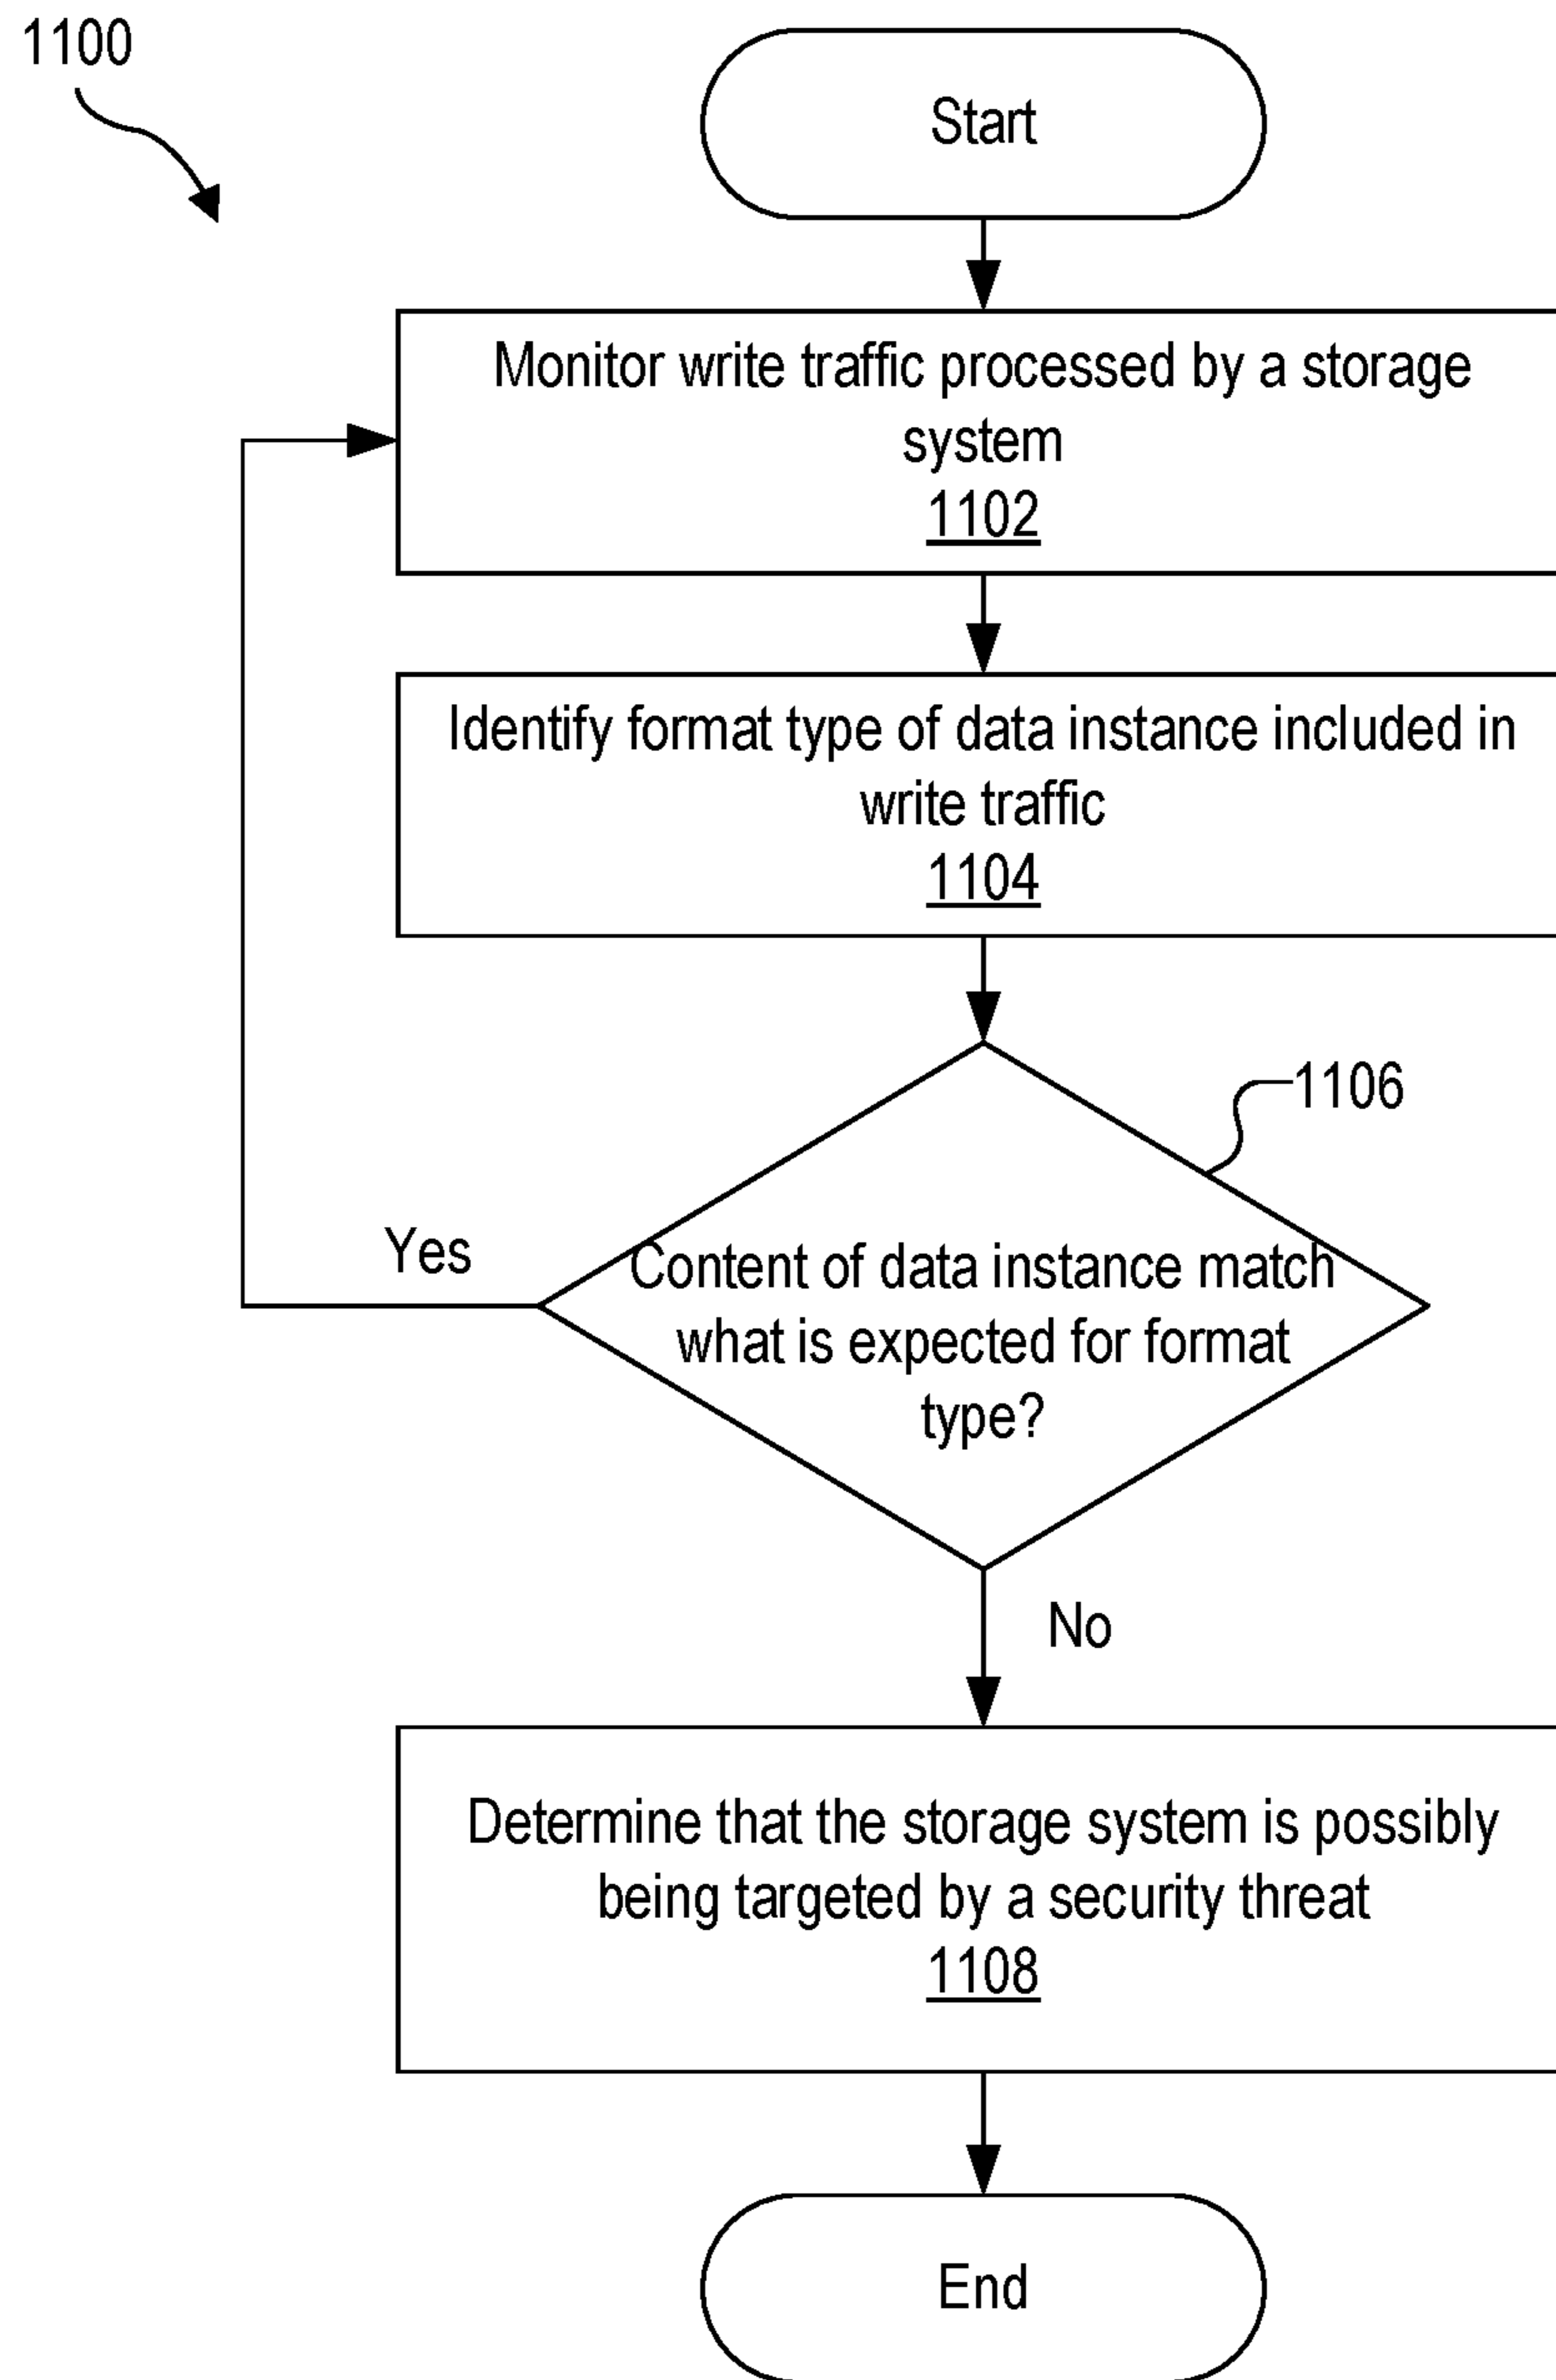 1100
Start
Monitor write traffic processed by a storage
system
1102
Identify format type of data instance included in
write traffic
1104
1106
Yes
Content of data instance match
what is expected for format
type?
No
Determine that the storage system is possibly
being targeted by a security threat
1108
End